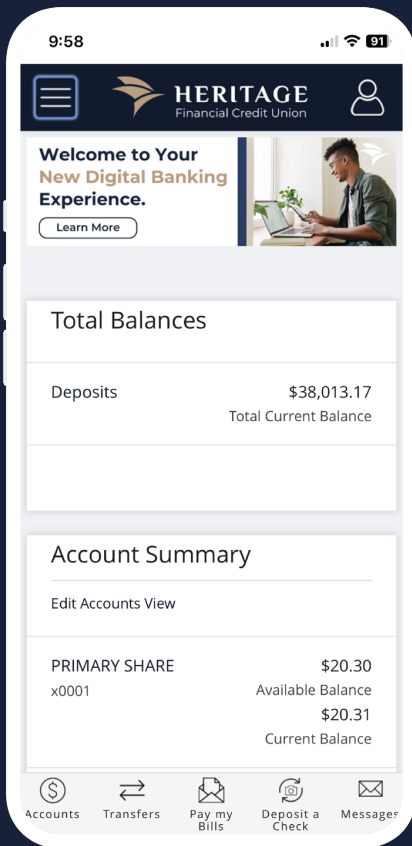 9:58
91
HERITAGE
Financial Credit Union
Welcome to Your
New Digital Banking
Experience.
Learn More
Total Balances
Deposits $38,013.17
Total Current Balance
Account Summary
Edit Accounts View
PRIMARY SHARE $20.30
x0001 Available Balance
$20.31
Current Balance
Accounts Transfers Pay my Deposit a Messages
Bills Check